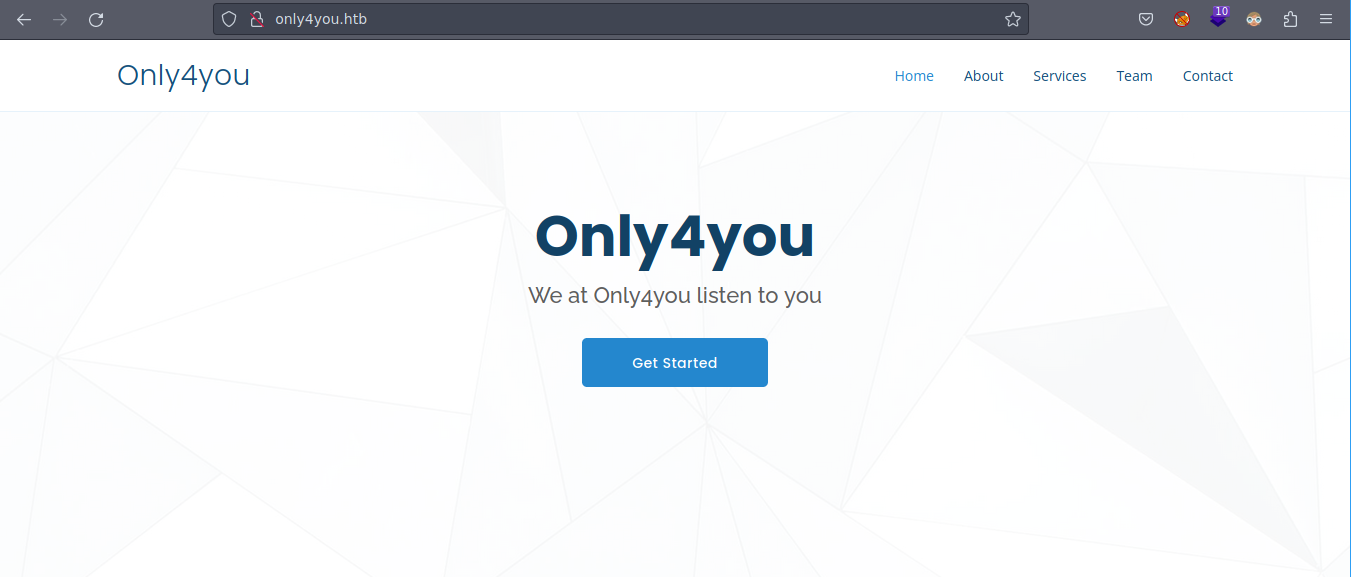 only4you.htb
10
Only4you
Home About Services Team Contact
Only4you
We at Only4you listen to you
Get Started